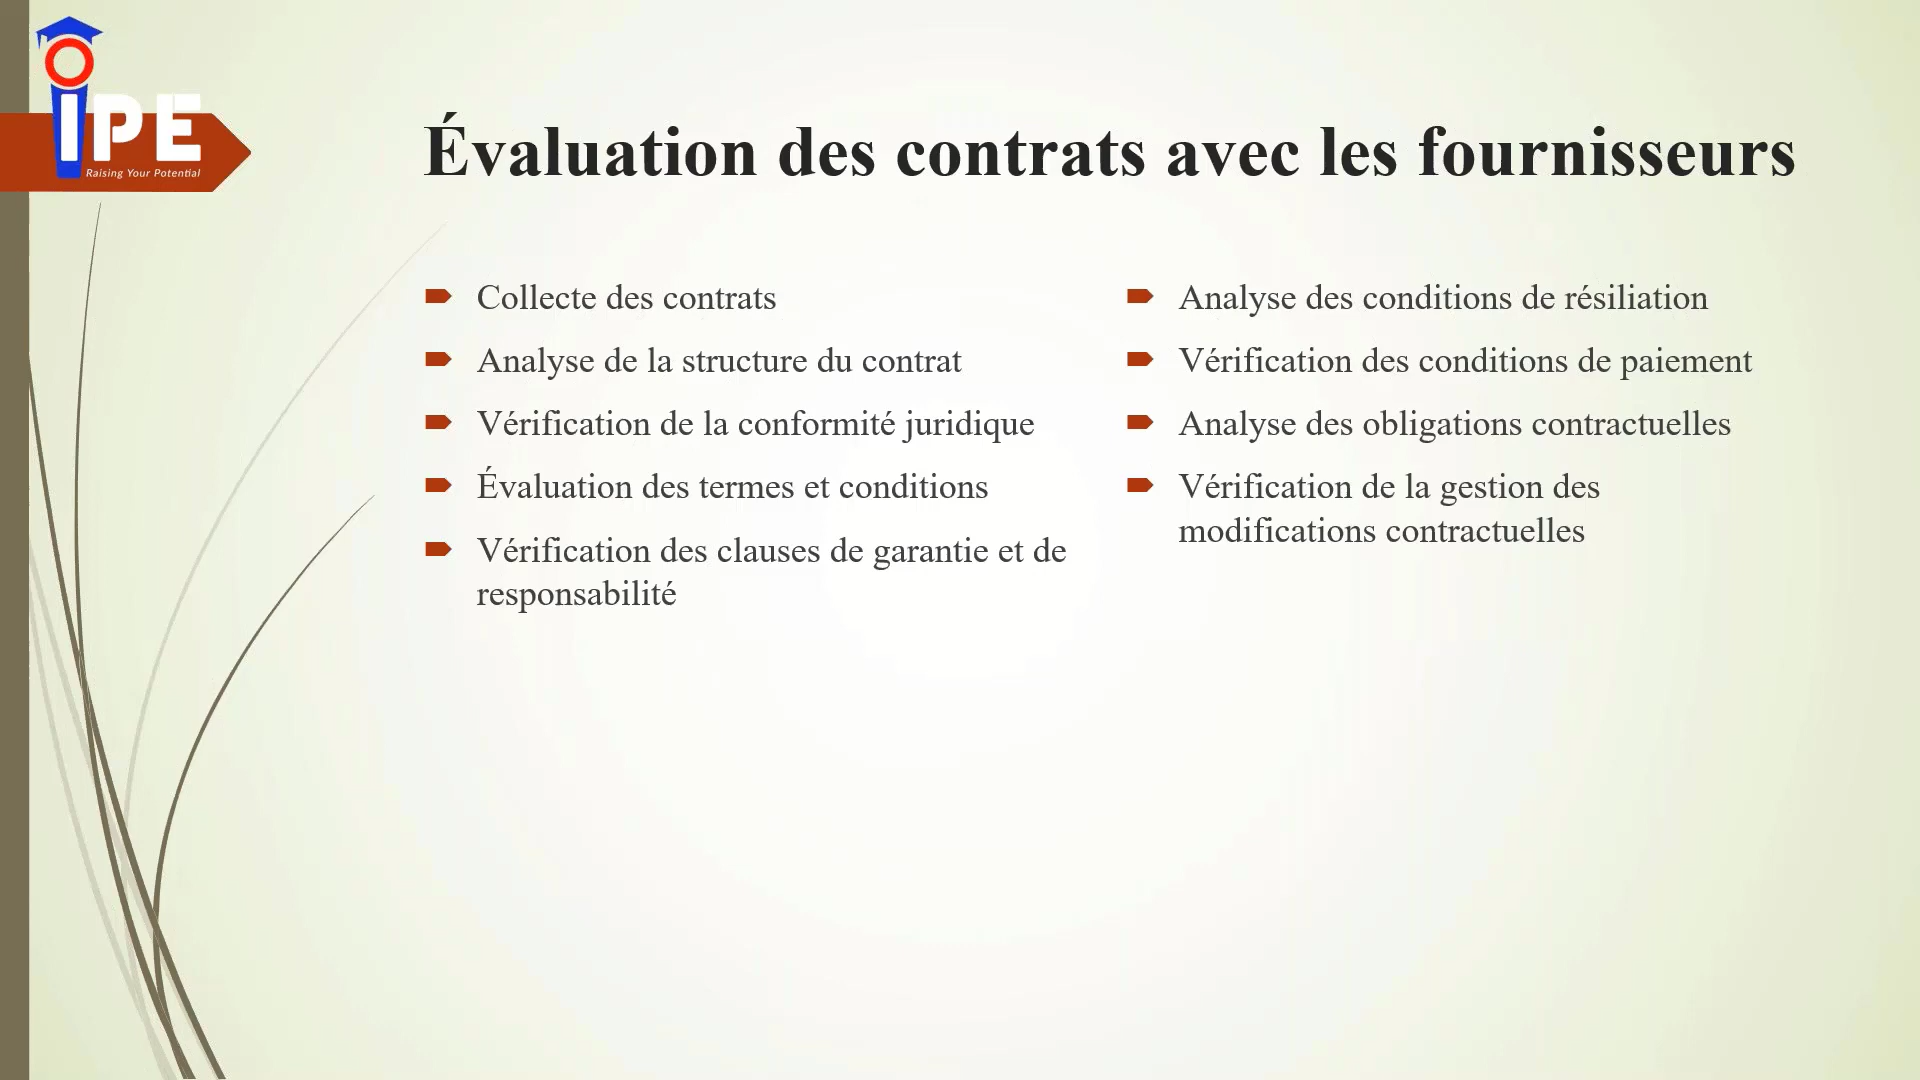 IPE
Raising Your Potential
Évaluation des contrats avec les fournisseurs
Collecte des contrats
Analyse de la structure du contrat
Vérification de la conformité juridique
Évaluation des termes et conditions
Vérification des clauses de garantie et de
responsabilité
Analyse des conditions de résiliation
Vérification des conditions de paiement
Analyse des obligations contractuelles
Vérification de la gestion des
modifications contractuelles